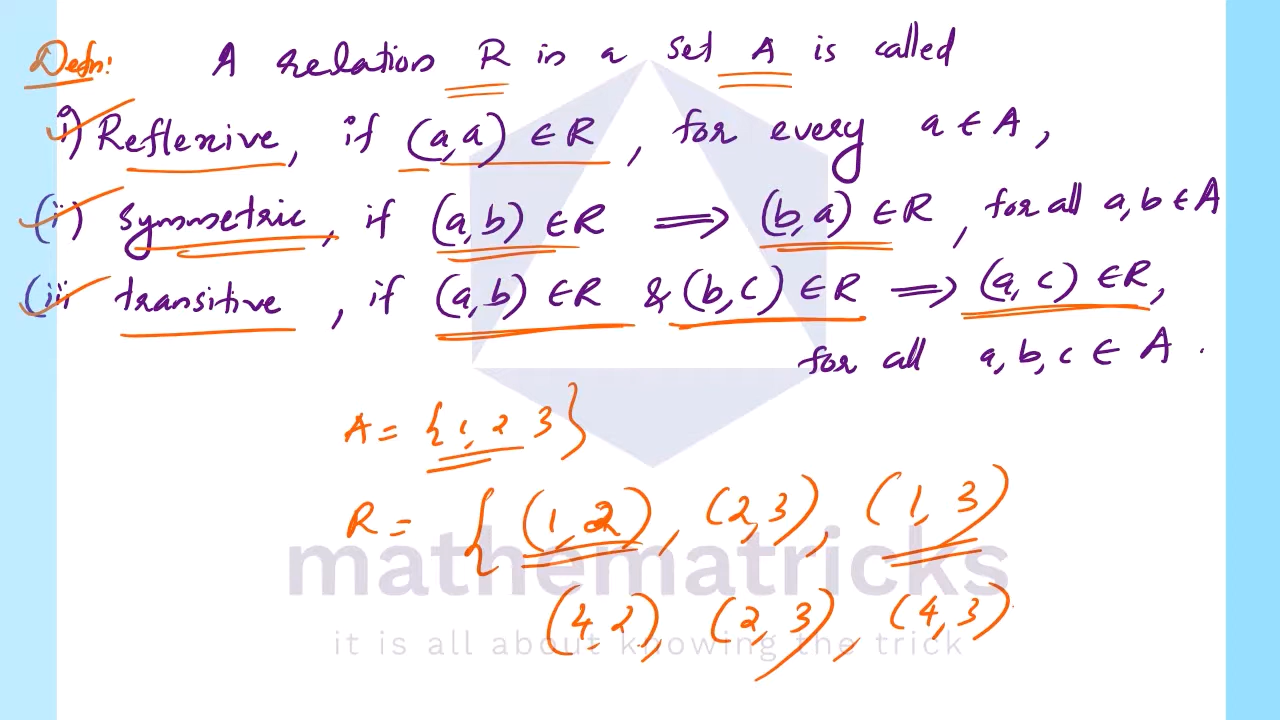 Defn: A relation R in a set A is called
i) Reflexive, if (a,a) ∈ R, for every a ∈ A,
(ii) symmetric, if (a,b) ∈ R ⟹ (b,a) ∈ R, for all a,b ∈ A
(iii transitive, if (a,b) ∈ R & (b,c) ∈ R ⟹ (a,c) ∈ R,
for all a,b,c ∈ A.
A = {1, 2 3}
R = { (1,2), (2,3), (1,3)
mathematricks
(4 2), (2,3), (4,3)
it is all about knowing the trick